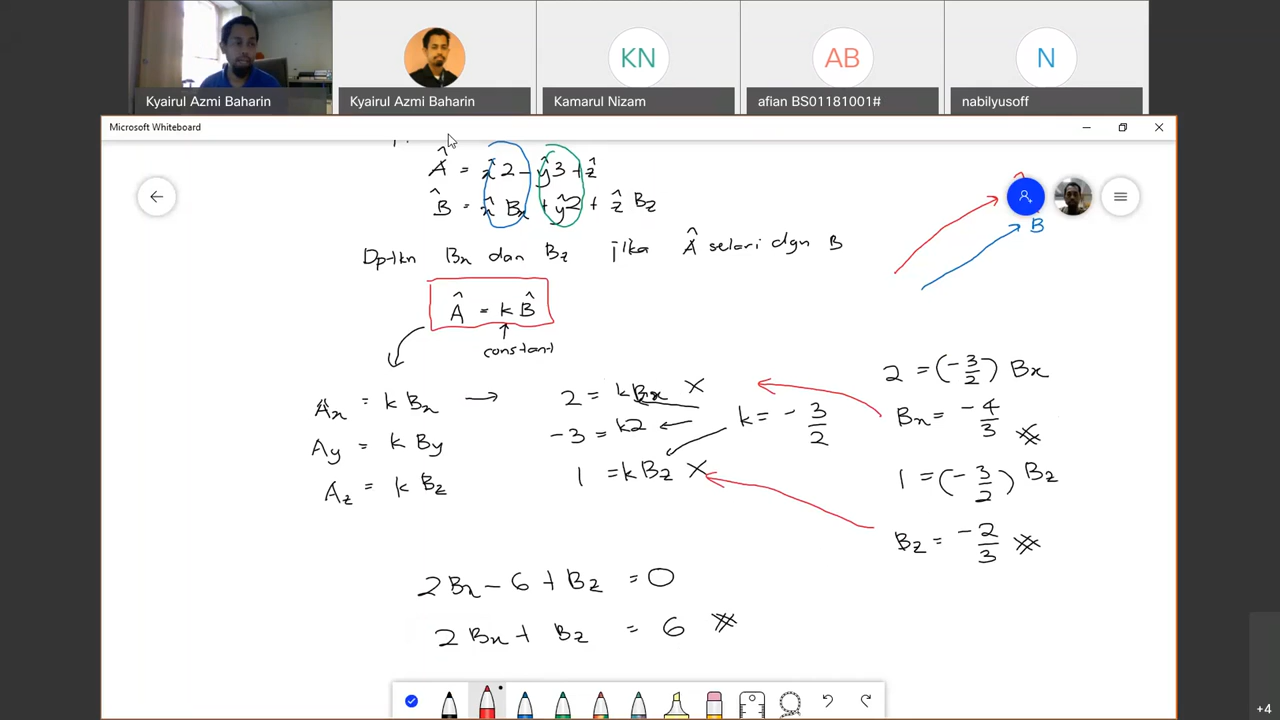 Kyairul Azmi Baharin
Kyairul Azmi Baharin
KN
Kamarul Nizam
AB
afian BS01181001#
N
nabilyusoff
Microsoft Whiteboard
Â = x̂2 - ŷ3 + ẑ
B̂ = x̂ Bx + ŷ2 + ẑ Bz
B
Dptkn Bx dan Bz jika Â selari dgn B
Â = k B̂
constant
Ax = k Bx → 2 = kBx X
Ay = k By -3 = k2 ←
Az = k Bz 1 = kBz X
k = - 3/2
2 = (- 3/2) Bx
Bx = -4/3
1 = (- 3/2) Bz
Bz = -2/3
2Bx - 6 + Bz = 0
2 Bx + Bz = 6
+4